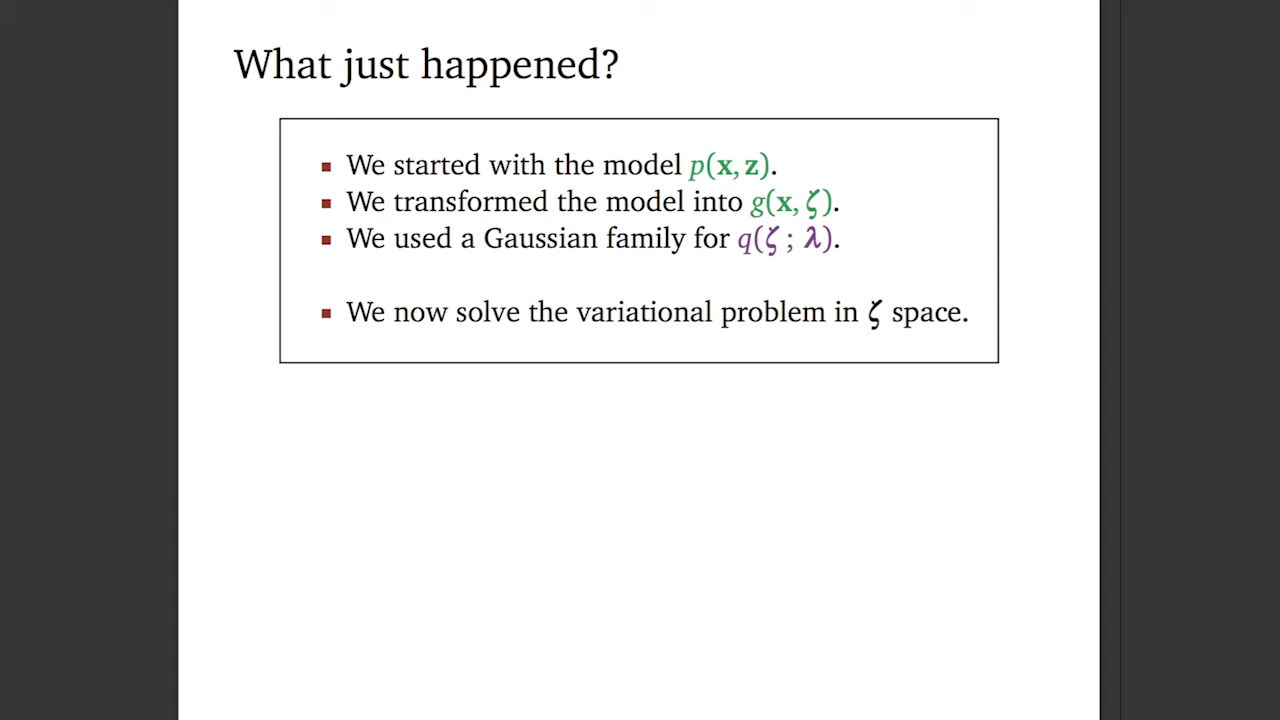 What just happened?
▪ We started with the model p(x, z).
▪ We transformed the model into g(x, ζ).
▪ We used a Gaussian family for q(ζ ; λ).
▪ We now solve the variational problem in ζ space.